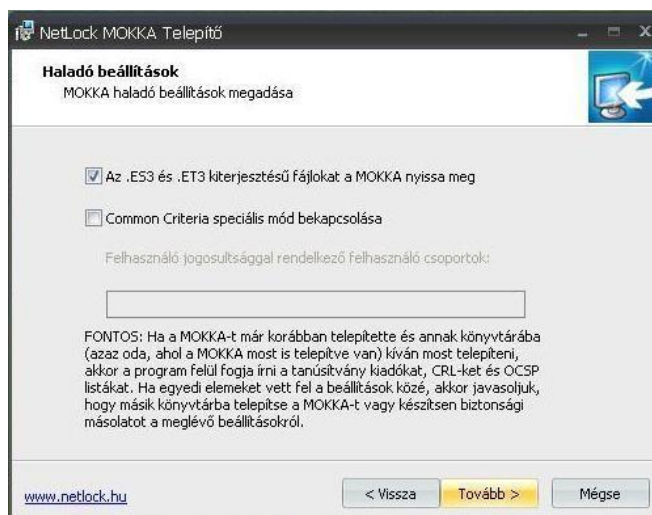 NetLock MOKKA Telepítő
Haladó beállítások
MOKKA haladó beállítások megadása
Az .ES3 és .ET3 kiterjesztésű fájlokat a MOKKA nyissa meg
Common Criteria speciális mód bekapcsolása
Felhasználó jogosultsággal rendelkező felhasználó csoportok:
FONTOS: Ha a MOKKA-t már korábban telepítette és annak könyvtárába
(azaz oda, ahol a MOKKA most is telepítve van) kíván most telepíteni,
akkor a program felül fogja írni a tanúsítvány kiadókat, CRL-ket és OCSP
listákat. Ha egyedi elemeket vett fel a beállítások közé, akkor javasoljuk,
hogy másik könyvtárba telepítse a MOKKA-t vagy készítsen biztonsági
másolatot a meglévő beállításokról.
www.netlock.hu
< Vissza
Tovább >
Mégse